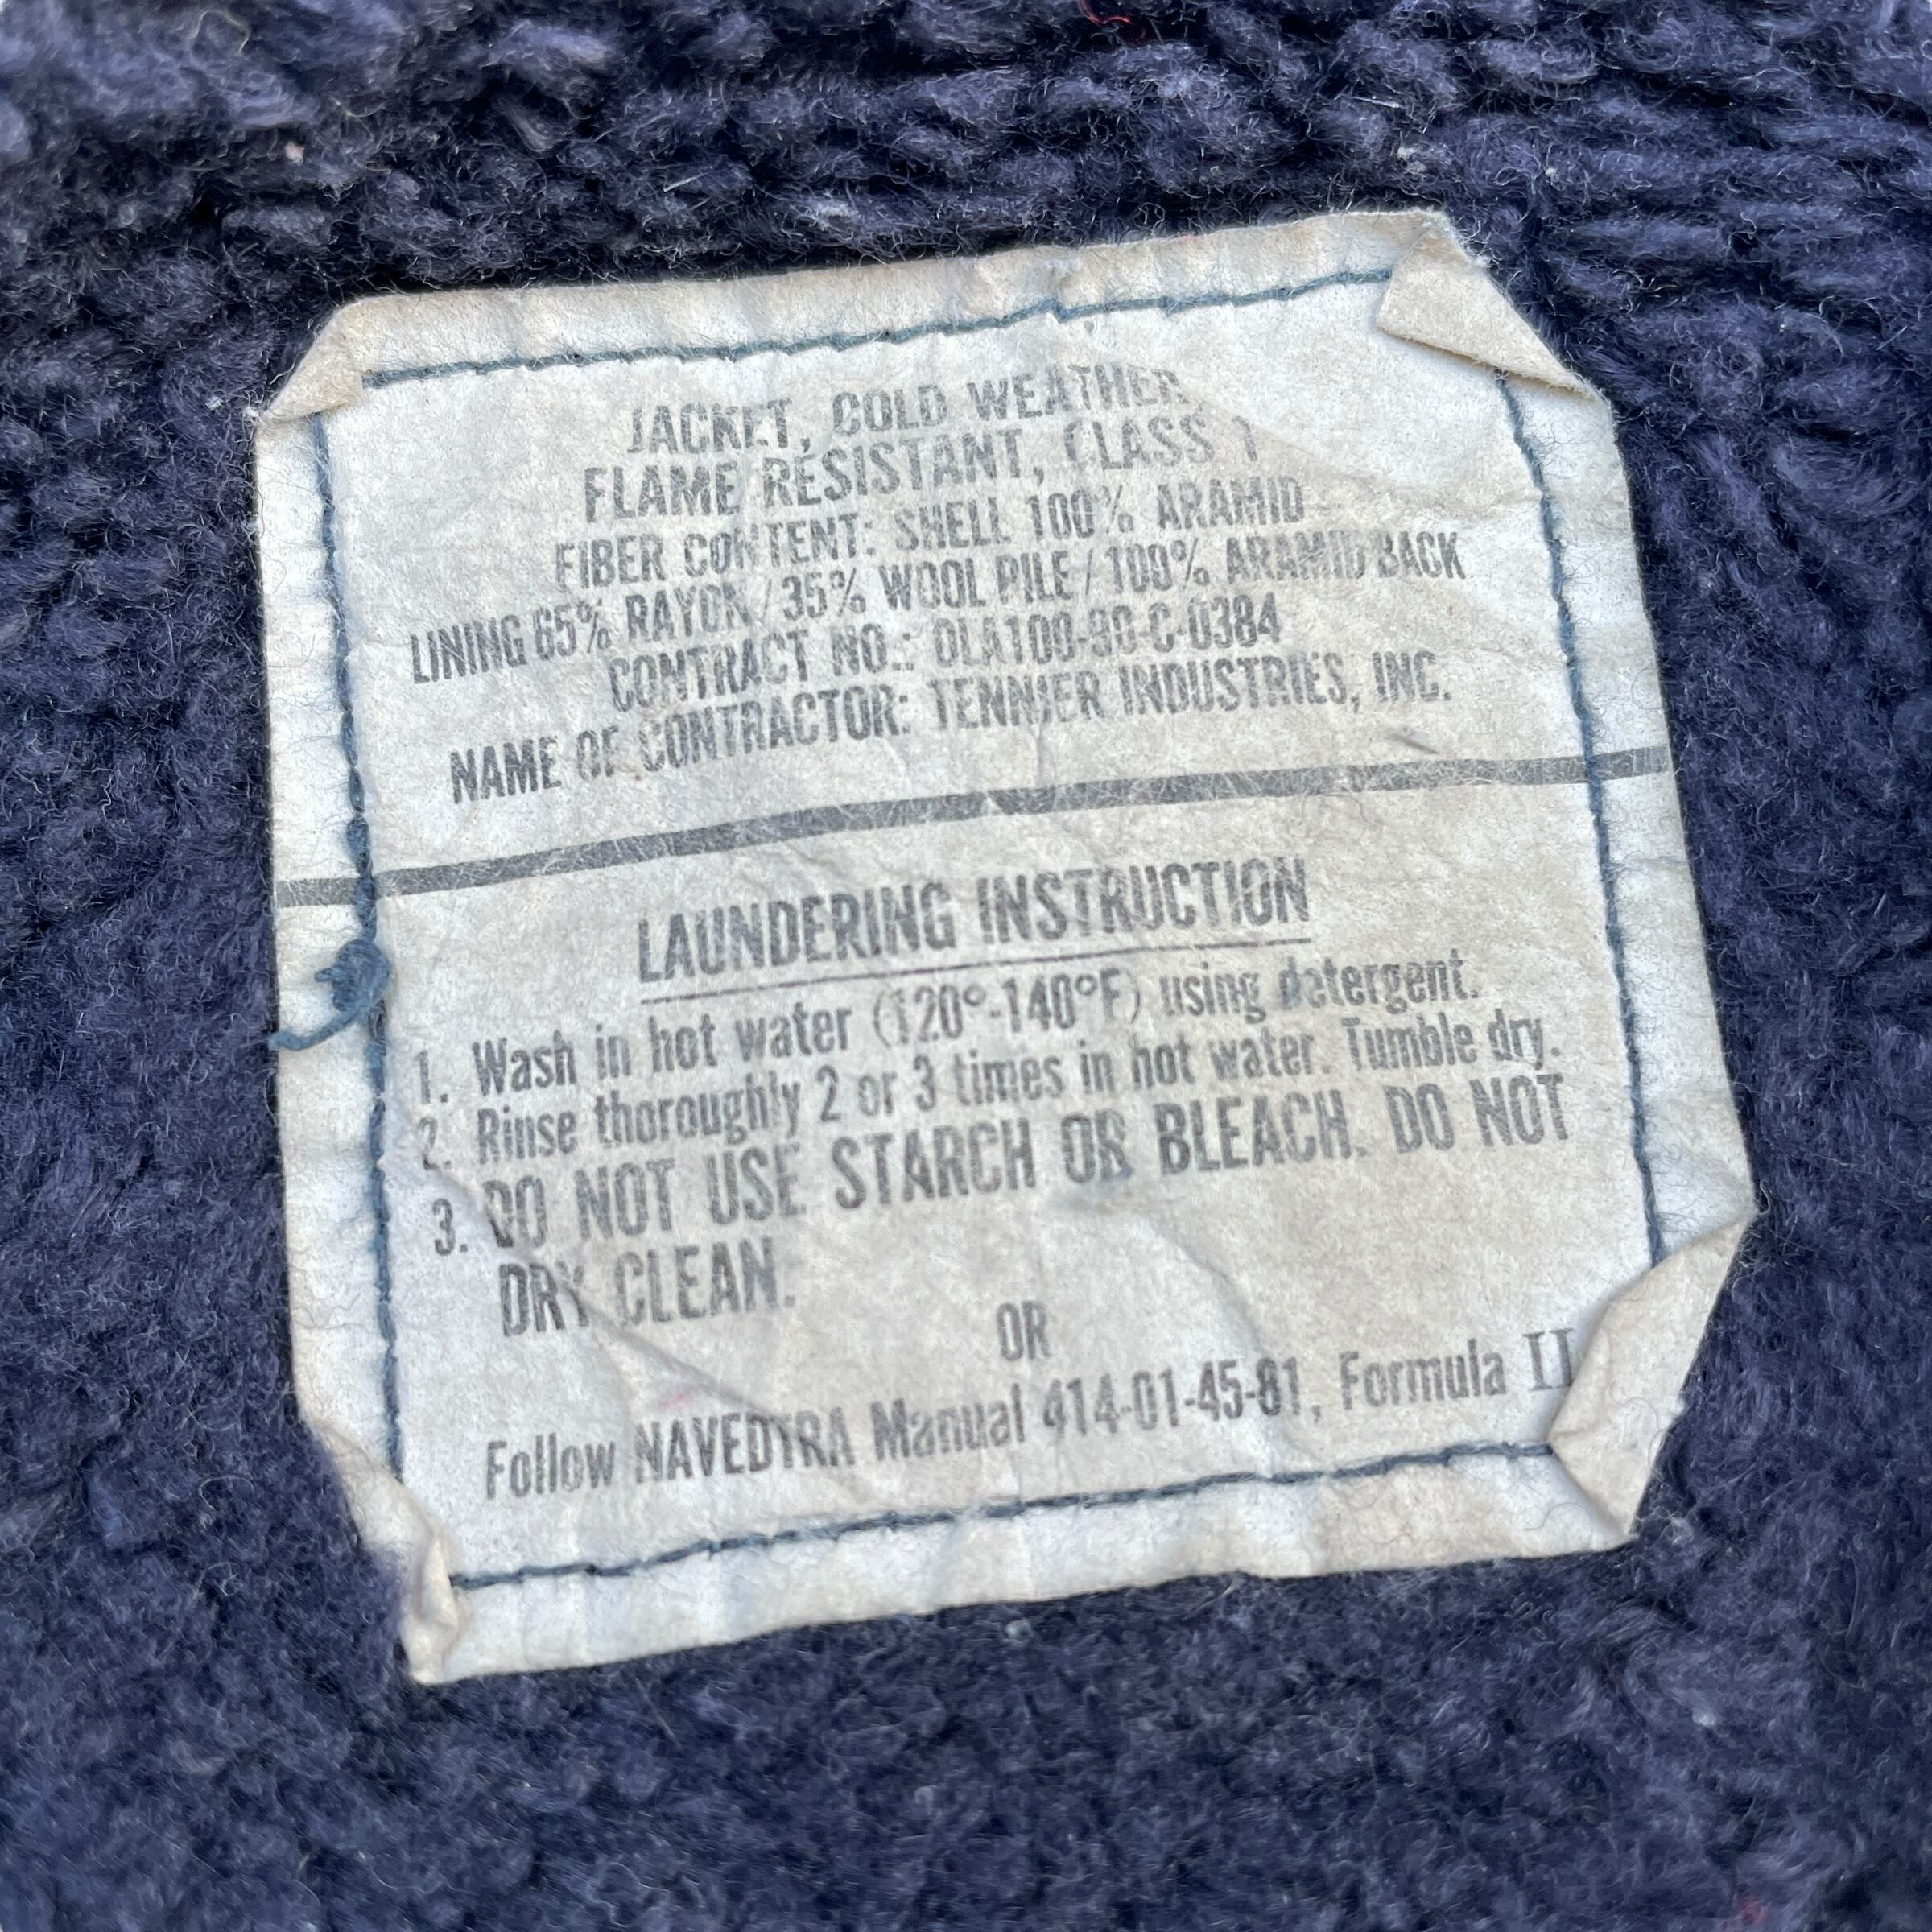 JACKET, COLD WEATHER
FLAME RESISTANT, CLASS 1
FIBER CONTENT: SHELL 100% ARAMID
LINING 65% RAYON/35% WOOL PILE/100% ARAMID BACK
CONTRACT NO.: DLA100-90-C-0384
NAME OF CONTRACTOR: TENNIER INDUSTRIES, INC.
LAUNDERING INSTRUCTION
1. Wash in hot water (120°-140°F) using detergent.
2. Rinse thoroughly 2 or 3 times in hot water. Tumble dry.
3. DO NOT USE STARCH OR BLEACH. DO NOT
DRY CLEAN.
OR
Follow NAVEDTRA Manual 414-01-45-81, Formula II